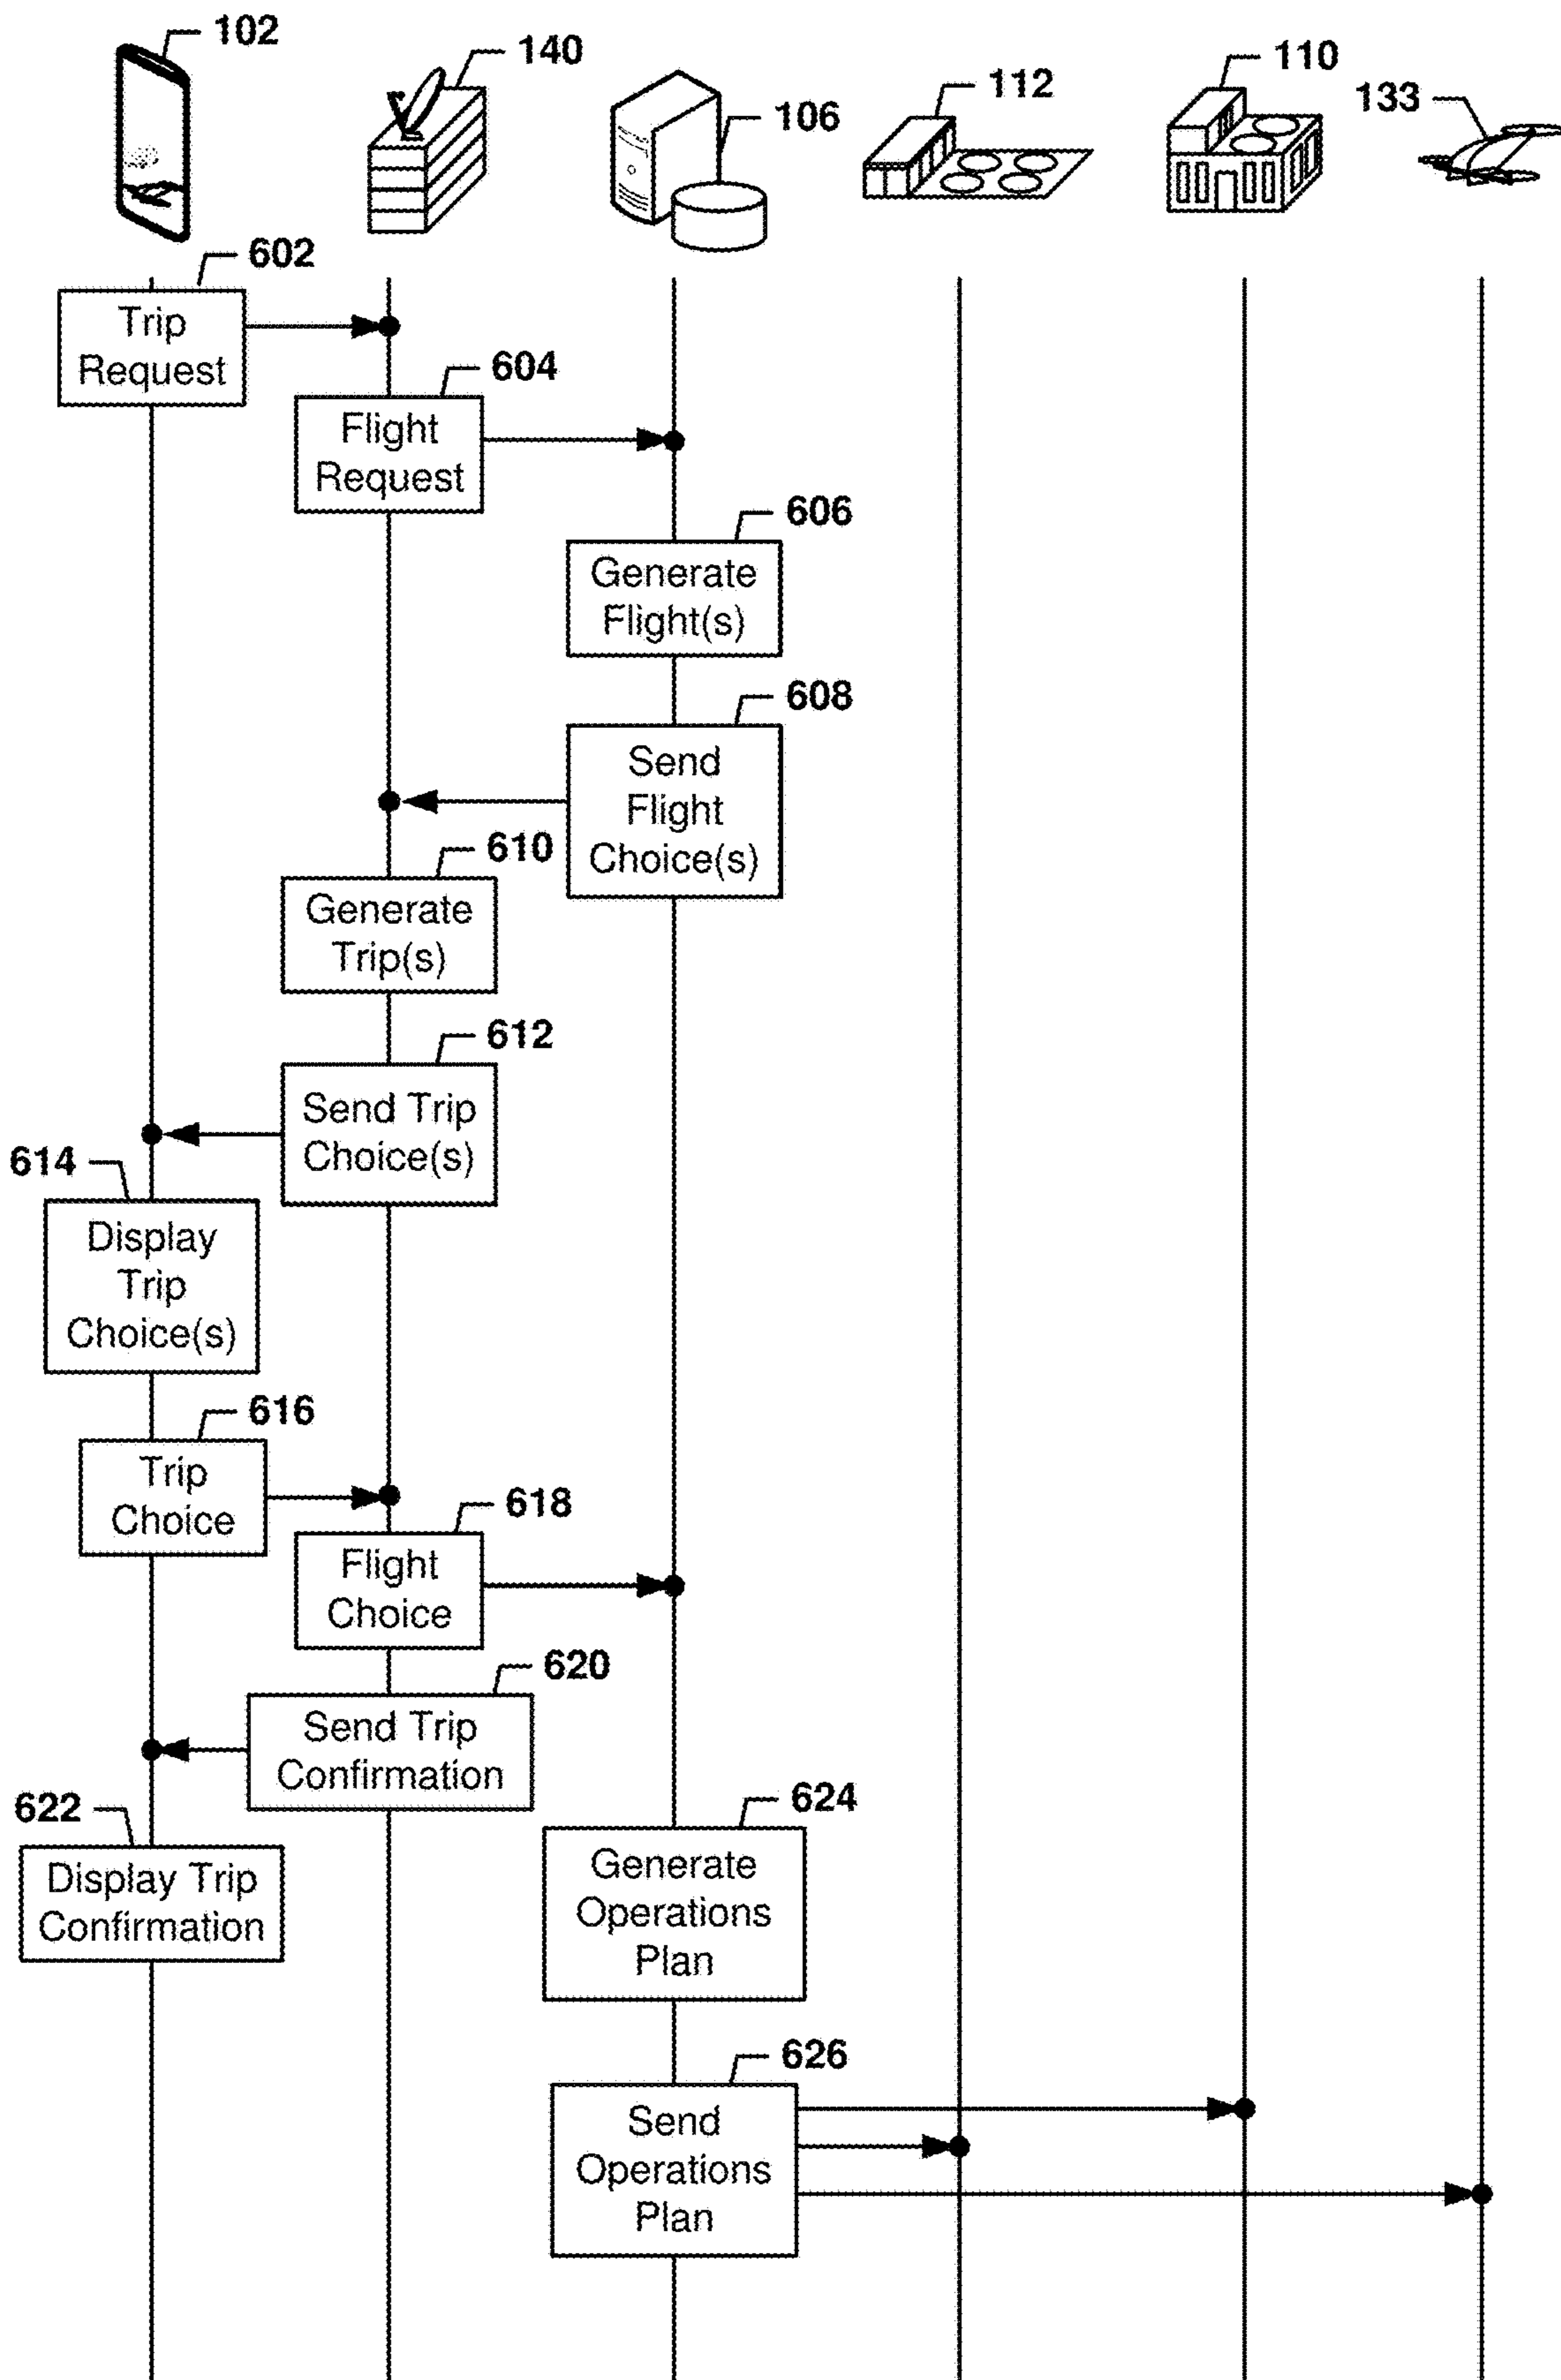 102
140
106
112
110
133
602
Trip
Request
604
Flight
Request
606
Generate
Flight(s)
608
Send
Flight
Choice(s)
610
Generate
Trip(s)
612
Send Trip
Choice(s)
614
Display
Trip
Choice(s)
616
Trip
Choice
618
Flight
Choice
620
Send Trip
Confirmation
622
Display Trip
Confirmation
624
Generate
Operations
Plan
626
Send
Operations
Plan